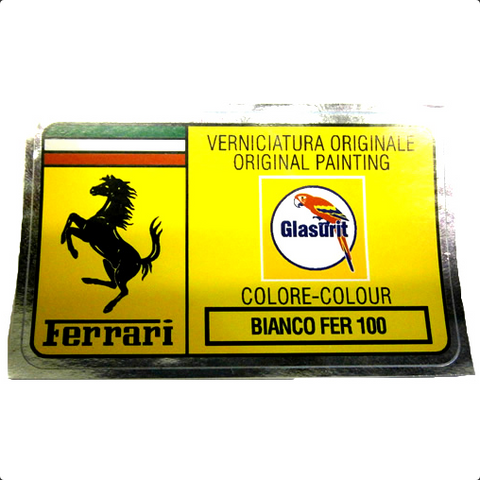 VERNICIATURA ORIGINALE
ORIGINAL PAINTING
Glasurit
COLORE-COLOUR
BIANCO FER 100
Ferrari